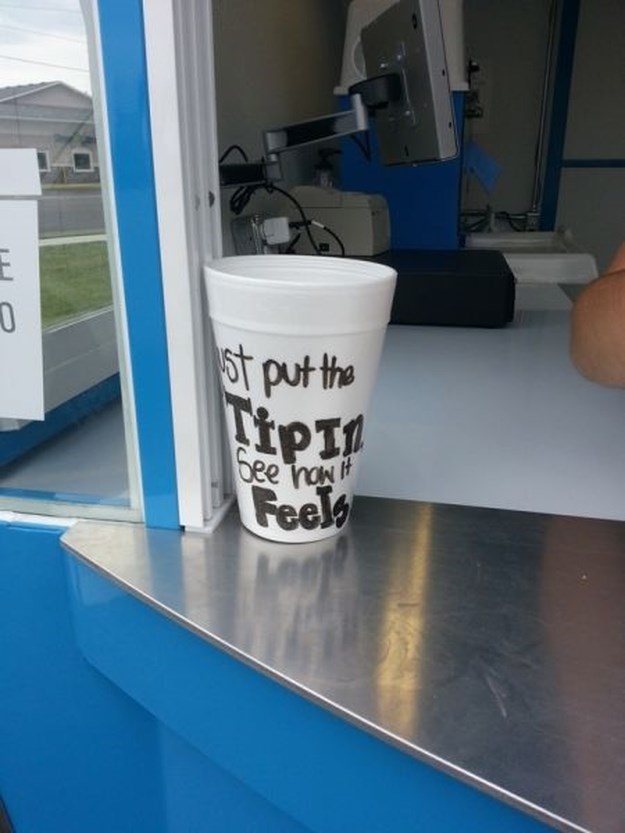 E
O
ust put the
Tip In.
See how it
Feels